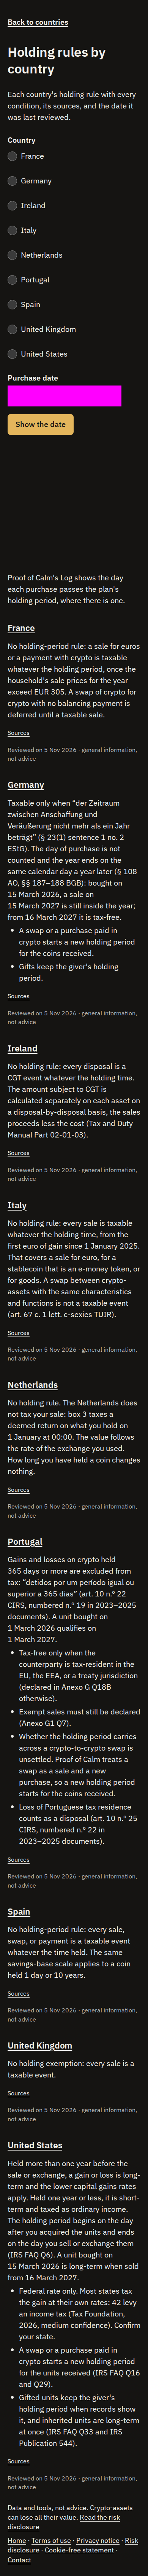 Back to countries
Holding rules by
country
Each country's holding rule with every
condition, its sources, and the date it
was last reviewed.
Country
France
Germany
Ireland
Italy
Netherlands
Portugal
Spain
United Kingdom
United States
Purchase date
Show the date
Proof of Calm's Log shows the day
each purchase passes the plan's
holding period, where there is one.
France
No holding-period rule: a sale for euros
or a payment with crypto is taxable
whatever the holding period, once the
household's sale prices for the year
exceed EUR 305. A swap of crypto for
crypto with no balancing payment is
deferred until a taxable sale.
Sources
Reviewed on 5 Nov 2026 · general information,
not advice
Germany
Taxable only when “der Zeitraum
zwischen Anschaffung und
Veräußerung nicht mehr als ein Jahr
beträgt” (§ 23(1) sentence 1 no. 2
EStG). The day of purchase is not
counted and the year ends on the
same calendar day a year later (§ 108
AO, §§ 187–188 BGB): bought on
15 March 2026, a sale on
15 March 2027 is still inside the year;
from 16 March 2027 it is tax-free.
• A swap or a purchase paid in
crypto starts a new holding period
for the coins received.
• Gifts keep the giver's holding
period.
Sources
Reviewed on 5 Nov 2026 · general information,
not advice
Ireland
No holding rule: every disposal is a
CGT event whatever the holding time.
The amount subject to CGT is
calculated separately on each asset on
a disposal-by-disposal basis, the sales
proceeds less the cost (Tax and Duty
Manual Part 02-01-03).
Sources
Reviewed on 5 Nov 2026 · general information,
not advice
Italy
No holding rule: every sale is taxable
whatever the holding time, from the
first euro of gain since 1 January 2025.
That covers a sale for euro, for a
stablecoin that is an e-money token, or
for goods. A swap between crypto-
assets with the same characteristics
and functions is not a taxable event
(art. 67 c. 1 lett. c-sexies TUIR).
Sources
Reviewed on 5 Nov 2026 · general information,
not advice
Netherlands
No holding rule. The Netherlands does
not tax your sale: box 3 taxes a
deemed return on what you hold on
1 January at 00:00. The value follows
the rate of the exchange you used.
How long you have held a coin changes
nothing.
Sources
Reviewed on 5 Nov 2026 · general information,
not advice
Portugal
Gains and losses on crypto held
365 days or more are excluded from
tax: “detidos por um período igual ou
superior a 365 dias” (art. 10 n.º 22
CIRS, numbered n.º 19 in 2023–2025
documents). A unit bought on
1 March 2026 qualifies on
1 March 2027.
• Tax-free only when the
counterparty is tax-resident in the
EU, the EEA, or a treaty jurisdiction
(declared in Anexo G Q18B
otherwise).
• Exempt sales must still be declared
(Anexo G1 Q7).
• Whether the holding period carries
across a crypto-to-crypto swap is
unsettled. Proof of Calm treats a
swap as a sale and a new
purchase, so a new holding period
starts for the coins received.
• Loss of Portuguese tax residence
counts as a disposal (art. 10 n.º 25
CIRS, numbered n.º 22 in
2023–2025 documents).
Sources
Reviewed on 5 Nov 2026 · general information,
not advice
Spain
No holding-period rule: every sale,
swap, or payment is a taxable event
whatever the time held. The same
savings-base scale applies to a coin
held 1 day or 10 years.
Sources
Reviewed on 5 Nov 2026 · general information,
not advice
United Kingdom
No holding exemption: every sale is a
taxable event.
Sources
Reviewed on 5 Nov 2026 · general information,
not advice
United States
Held more than one year before the
sale or exchange, a gain or loss is long-
term and the lower capital gains rates
apply. Held one year or less, it is short-
term and taxed as ordinary income.
The holding period begins on the day
after you acquired the units and ends
on the day you sell or exchange them
(IRS FAQ Q6). A unit bought on
15 March 2026 is long-term when sold
from 16 March 2027.
• Federal rate only. Most states tax
the gain at their own rates: 42 levy
an income tax (Tax Foundation,
2026, medium confidence). Confirm
your state.
• A swap or a purchase paid in
crypto starts a new holding period
for the units received (IRS FAQ Q16
and Q29).
• Gifted units keep the giver's
holding period when records show
it, and inherited units are long-term
at once (IRS FAQ Q33 and IRS
Publication 544).
Sources
Reviewed on 5 Nov 2026 · general information,
not advice
Data and tools, not advice. Crypto-assets
can lose all their value. Read the risk
disclosure
Home · Terms of use · Privacy notice · Risk
disclosure · Cookie-free statement ·
Contact